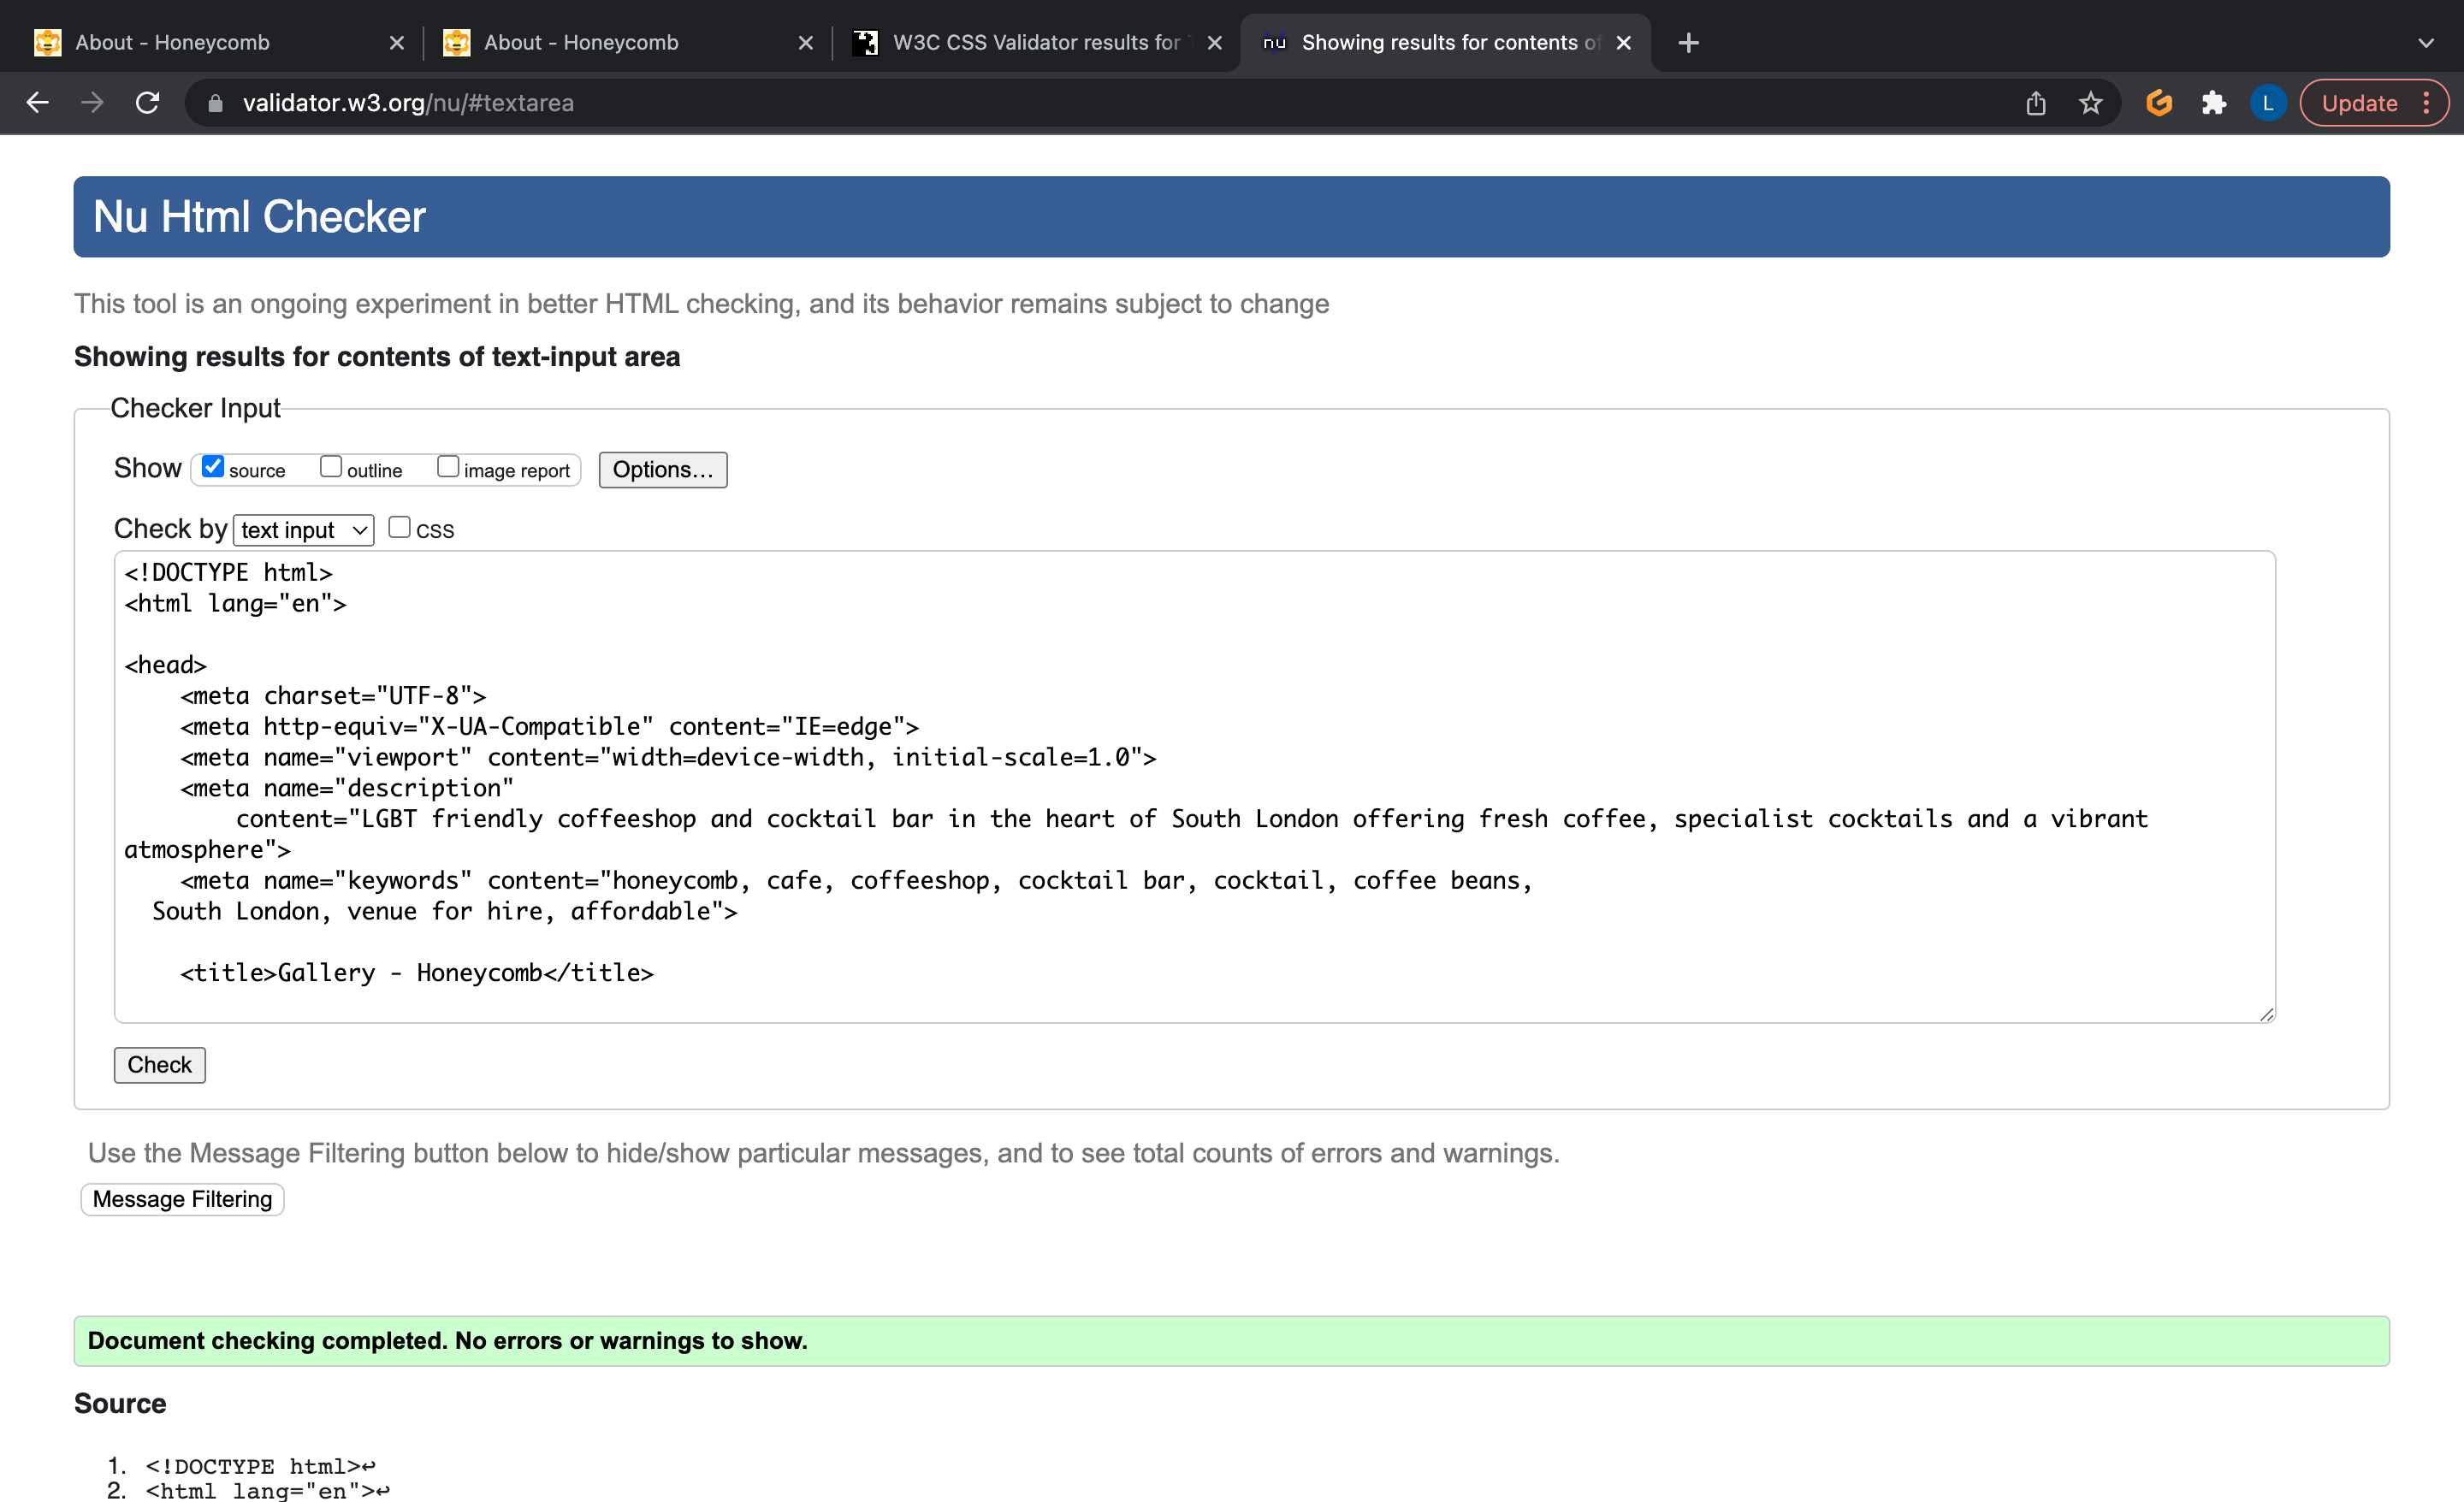 About - Honeycomb
About - Honeycomb
W3C CSS Validator results for
nu Showing results for contents of
validator.w3.org/nu/#textarea
L
Update
Nu Html Checker
This tool is an ongoing experiment in better HTML checking, and its behavior remains subject to change
Showing results for contents of text-input area
Checker Input
Show source outline image report Options...
Check by text input CSS
<!DOCTYPE html>
<html lang="en">
<head>
<meta charset="UTF-8">
<meta http-equiv="X-UA-Compatible" content="IE=edge">
<meta name="viewport" content="width=device-width, initial-scale=1.0">
<meta name="description"
content="LGBT friendly coffeeshop and cocktail bar in the heart of South London offering fresh coffee, specialist cocktails and a vibrant
atmosphere">
<meta name="keywords" content="honeycomb, cafe, coffeeshop, cocktail bar, cocktail, coffee beans,
South London, venue for hire, affordable">
<title>Gallery - Honeycomb</title>
Check
Use the Message Filtering button below to hide/show particular messages, and to see total counts of errors and warnings.
Message Filtering
Document checking completed. No errors or warnings to show.
Source
1. <!DOCTYPE html>↩
2. <html lang="en">↩